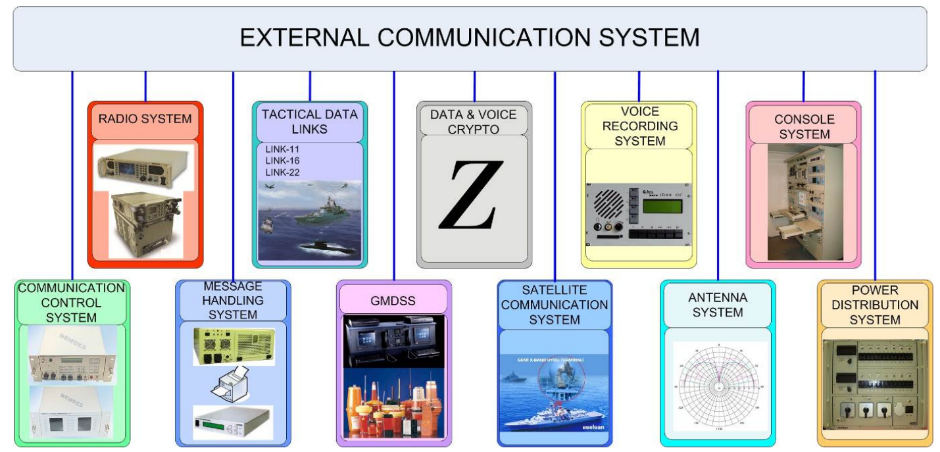 EXTERNAL COMMUNICATION SYSTEM
RADIO SYSTEM
TACTICAL DATA
LINKS
LINK-11
LINK-16
LINK-22
DATA & VOICE
CRYPTO
Z
VOICE
RECORDING
SYSTEM
CONSOLE
SYSTEM
COMMUNICATION
CONTROL
SYSTEM
MESSAGE
HANDLING
SYSTEM
GMDSS
SATELLITE
COMMUNICATION
SYSTEM
aselsan
ANTENNA
SYSTEM
POWER
DISTRIBUTION
SYSTEM